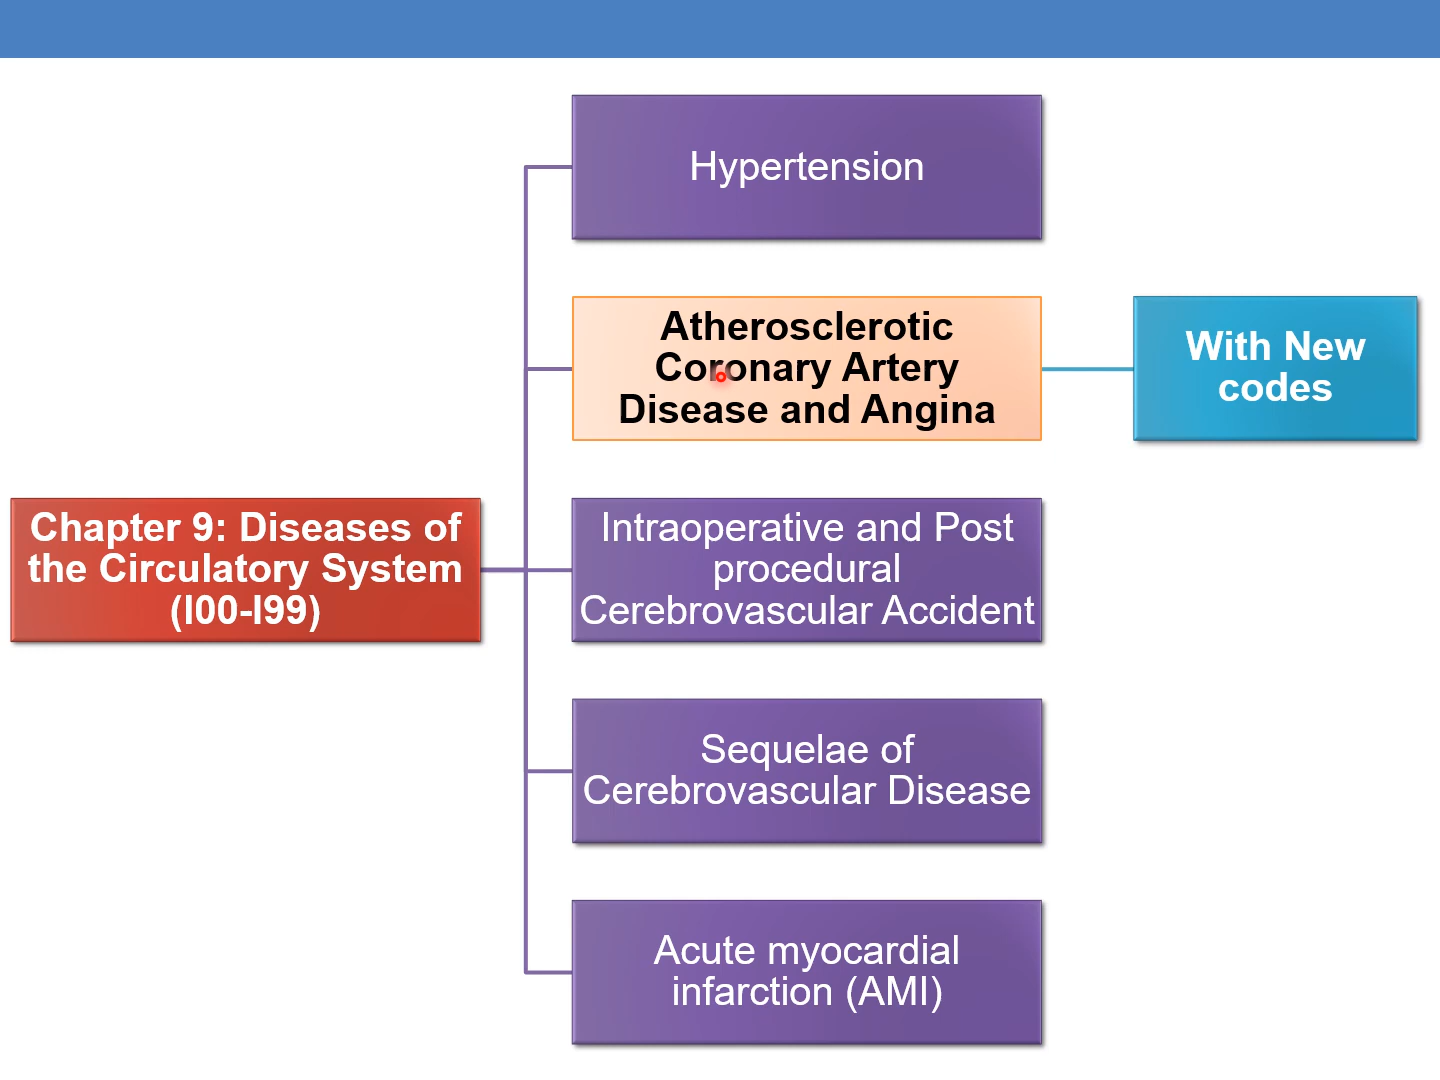 Hypertension
Atherosclerotic
Coronary Artery
Disease and Angina
With New
codes
Chapter 9: Diseases of
the Circulatory System
(I00-I99)
Intraoperative and Post
procedural
Cerebrovascular Accident
Sequelae of
Cerebrovascular Disease
Acute myocardial
infarction (AMI)